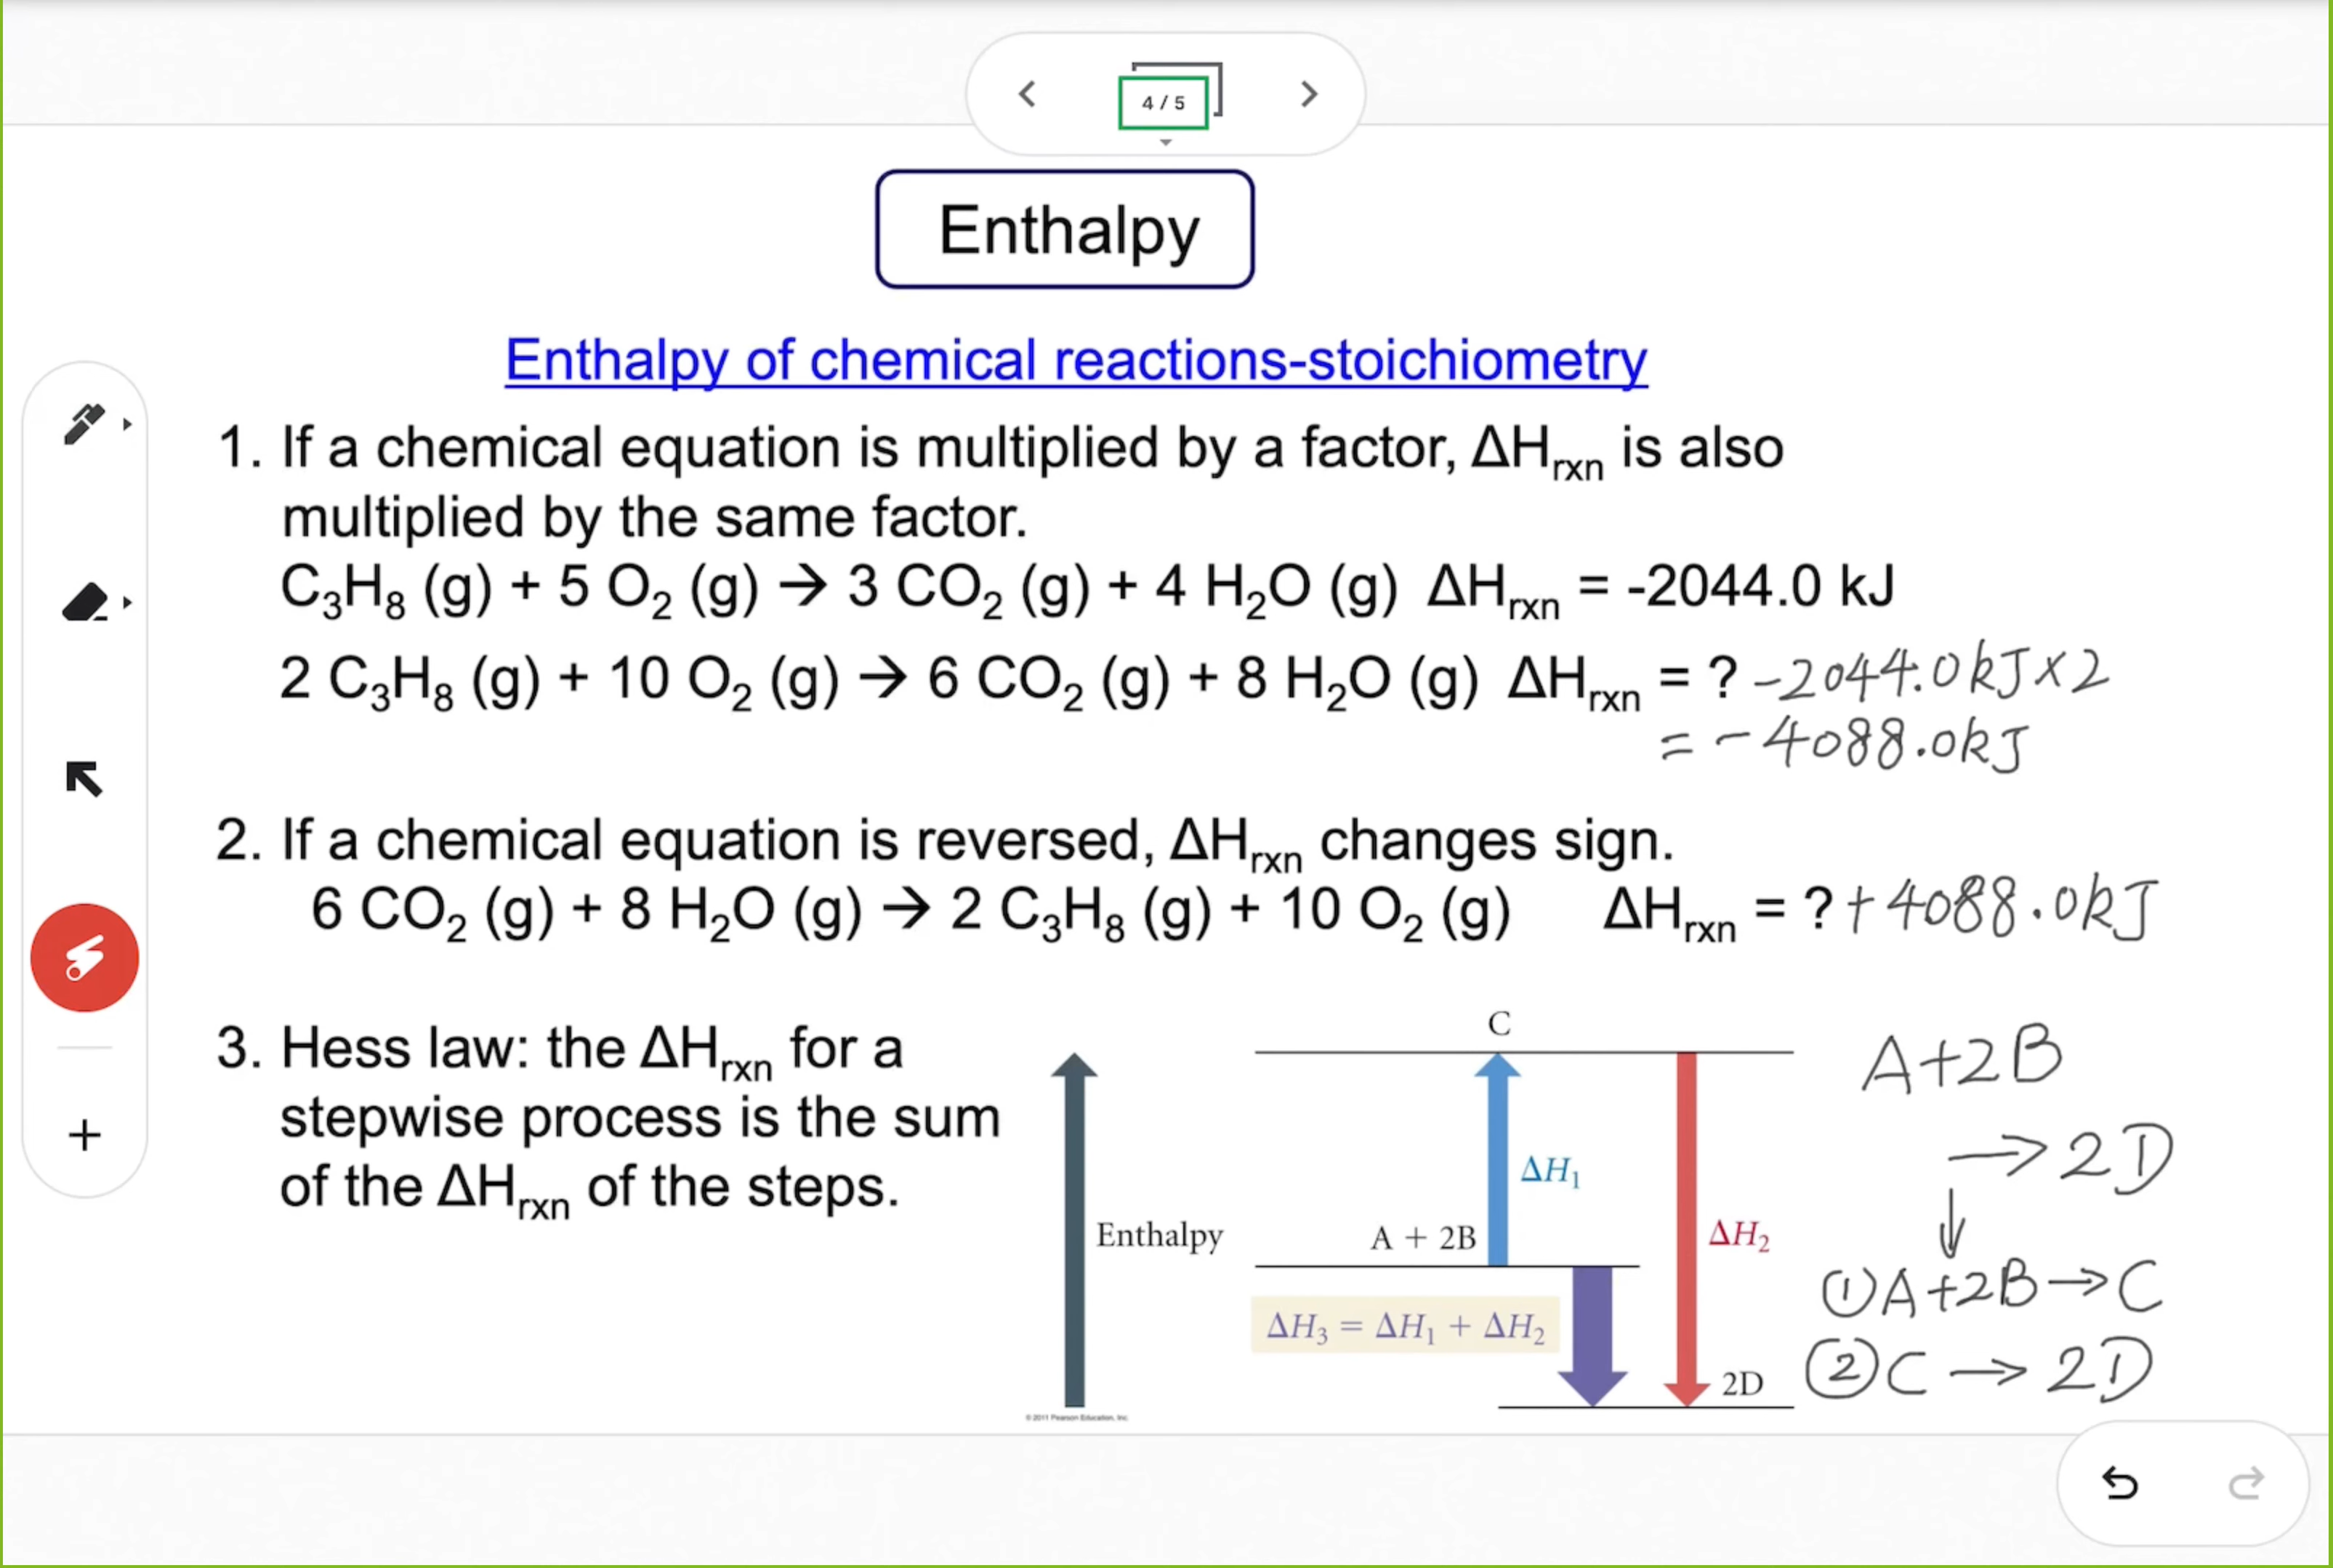 4 / 5
Enthalpy
Enthalpy of chemical reactions-stoichiometry
1. If a chemical equation is multiplied by a factor, ΔHrxn is also
multiplied by the same factor.
C₃H₈ (g) + 5 O₂ (g) → 3 CO₂ (g) + 4 H₂O (g) ΔHrxn = -2044.0 kJ
2 C₃H₈ (g) + 10 O₂ (g) → 6 CO₂ (g) + 8 H₂O (g) ΔHrxn = ? -2044.0kJ×2
= -4088.0kJ
2. If a chemical equation is reversed, ΔHrxn changes sign.
6 CO₂ (g) + 8 H₂O (g) → 2 C₃H₈ (g) + 10 O₂ (g) ΔHrxn = ? +4088.0kJ
3. Hess law: the ΔHrxn for a
stepwise process is the sum
of the ΔHrxn of the steps.
Enthalpy
C
ΔH₁
A + 2B
ΔH₂
ΔH₃ = ΔH₁ + ΔH₂
2D
© 2011 Pearson Education, Inc.
A+2B
→2D
↓
①A+2B→C
②C→2D